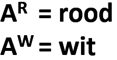 Aᴿ = rood
Aᵂ = wit